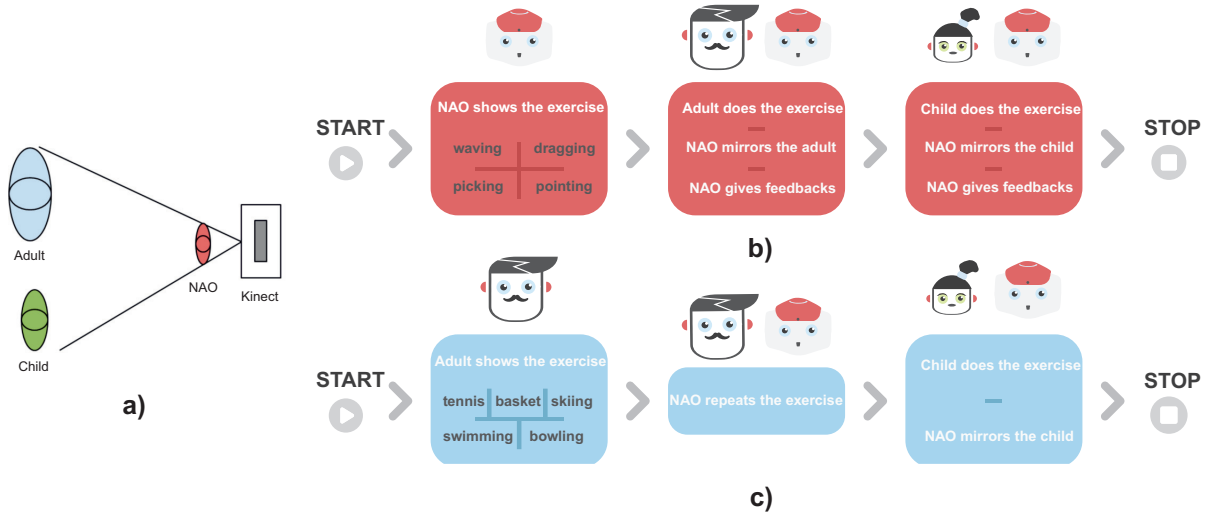 Adult
NAO
Kinect
Child
a)
START
NAO shows the exercise
waving
dragging
picking
pointing
Adult does the exercise
NAO mirrors the adult
NAO gives feedbacks
Child does the exercise
NAO mirrors the child
NAO gives feedbacks
STOP
b)
START
Adult shows the exercise
tennis
basket
skiing
swimming
bowling
NAO repeats the exercise
Child does the exercise
NAO mirrors the child
STOP
c)